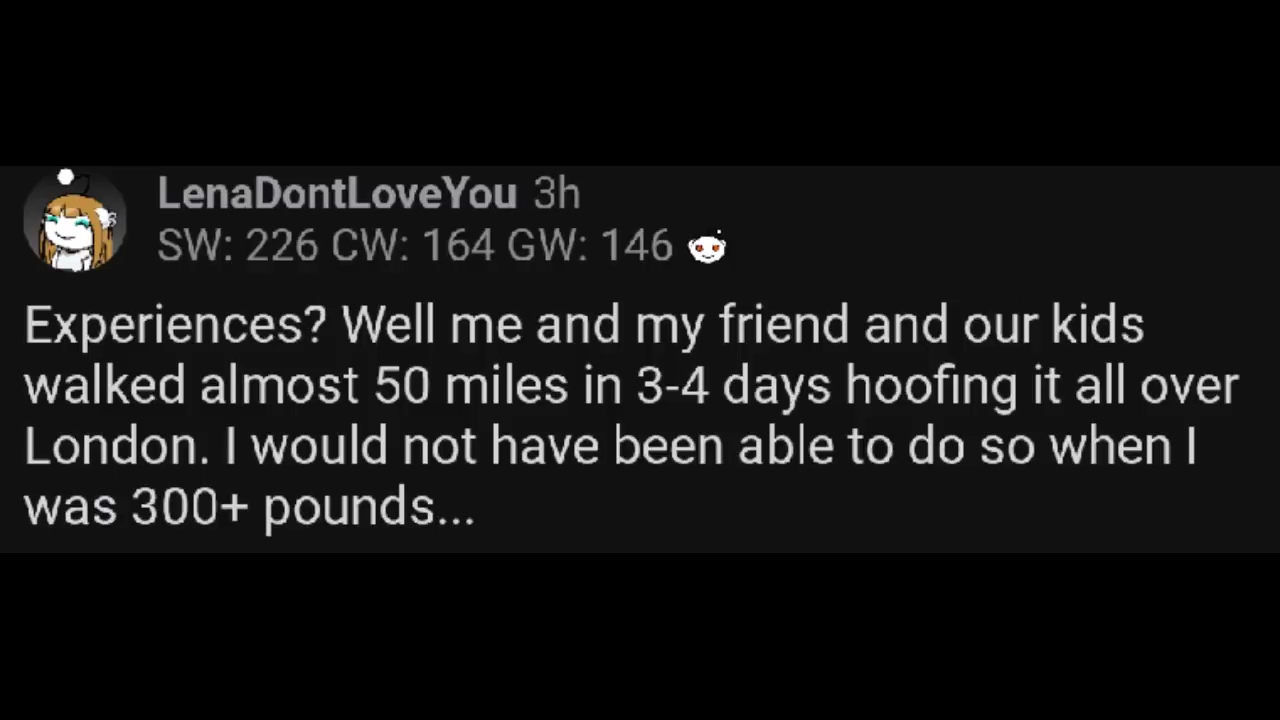 LenaDontLoveYou 3h
SW: 226 CW: 164 GW: 146
Experiences? Well me and my friend and our kids
walked almost 50 miles in 3-4 days hoofing it all over
London. I would not have been able to do so when I
was 300+ pounds...